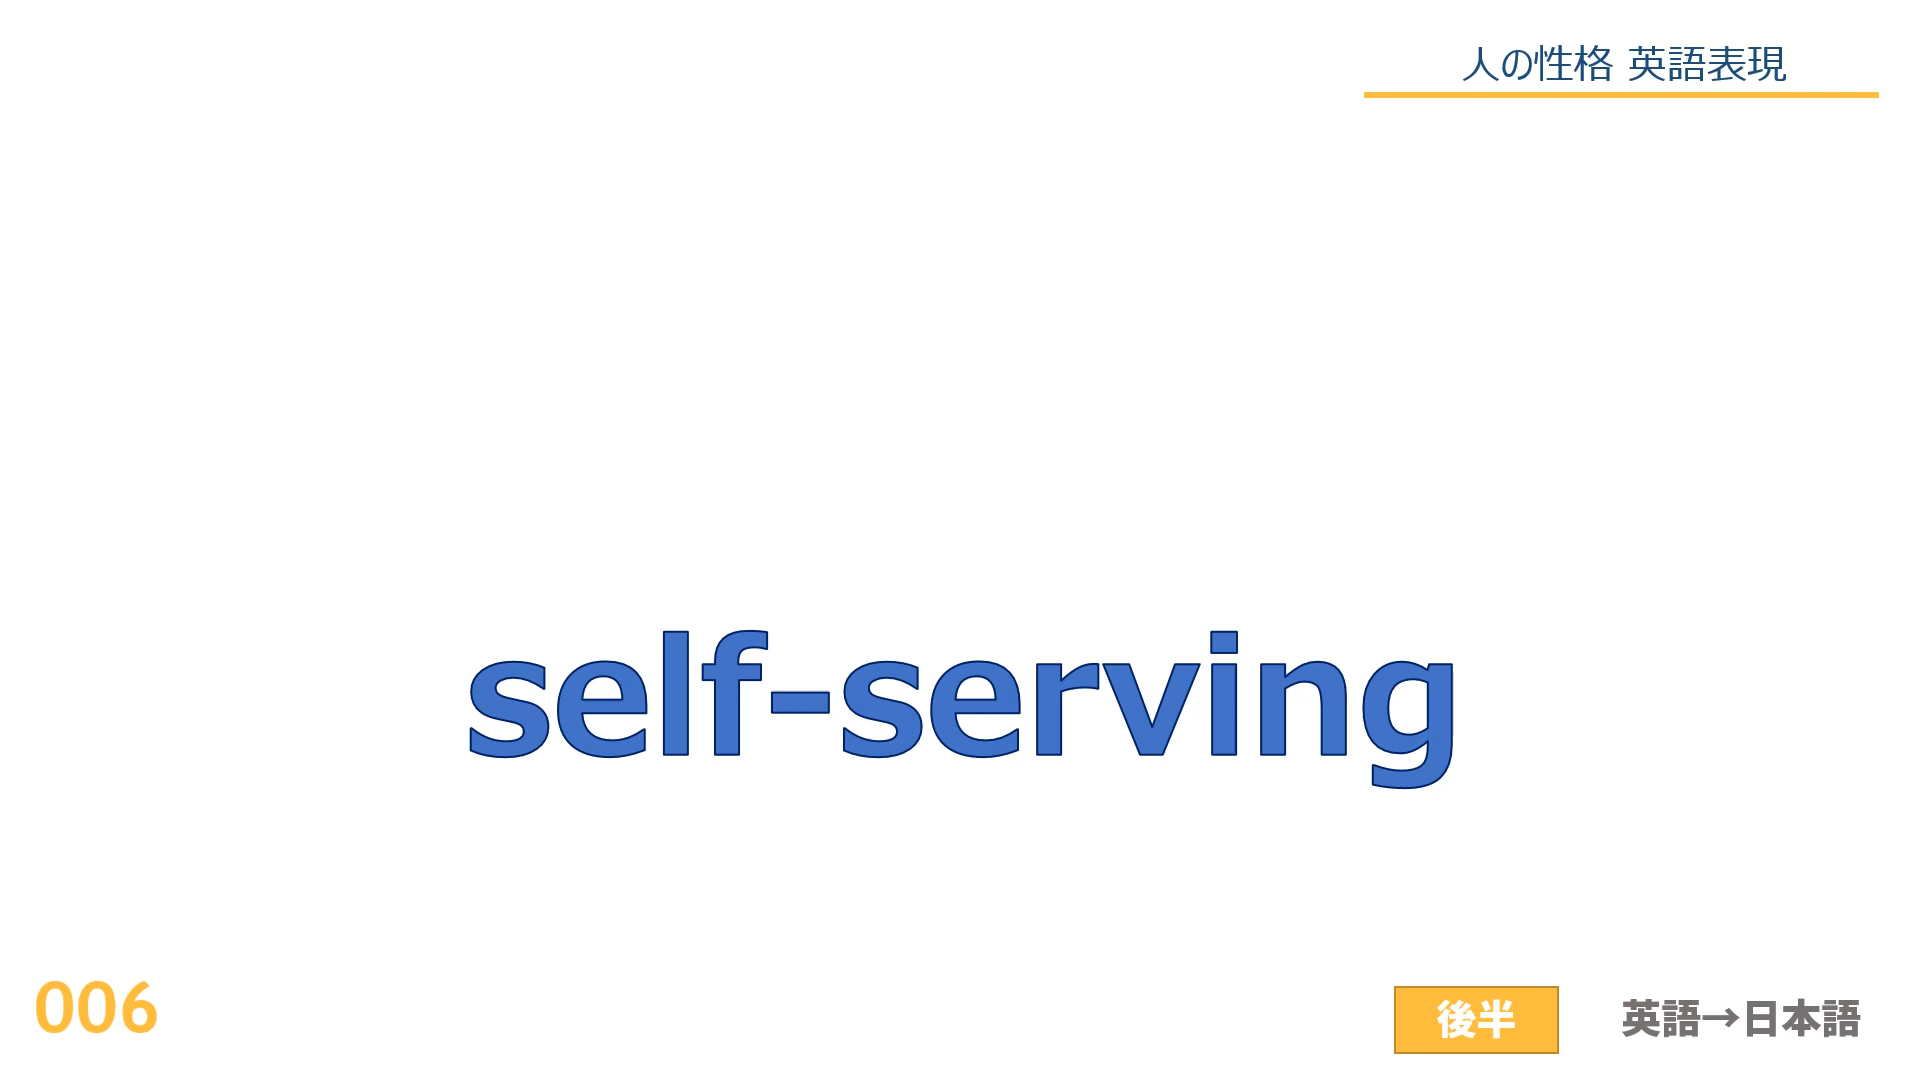 人の性格 英語表現
self-serving
006
後半
英語→日本語